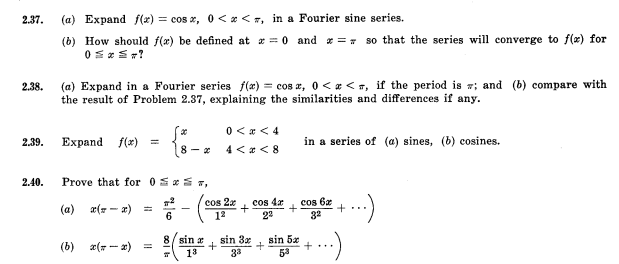 2.37. (a) Expand f(x) = cos x, 0 < x < π, in a Fourier sine series.
(b) How should f(x) be defined at x = 0 and x = π so that the series will converge to f(x) for
0 ≦ x ≦ π?
2.38. (a) Expand in a Fourier series f(x) = cos x, 0 < x < π, if the period is π; and (b) compare with
the result of Problem 2.37, explaining the similarities and differences if any.
2.39. Expand f(x) = { x 0 < x < 4
8 − x 4 < x < 8 in a series of (a) sines, (b) cosines.
2.40. Prove that for 0 ≦ x ≦ π,
(a) x(π − x) = π²/6 − (cos 2x/1² + cos 4x/2² + cos 6x/3² + ···)
(b) x(π − x) = 8/π (sin x/1³ + sin 3x/3³ + sin 5x/5³ + ···)